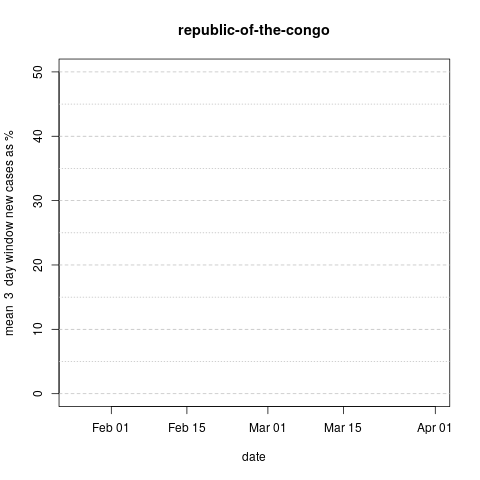 republic-of-the-congo
mean  3  day window new cases as %
50
40
30
20
10
0
Feb 01 Feb 15 Mar 01 Mar 15 Apr 01
date